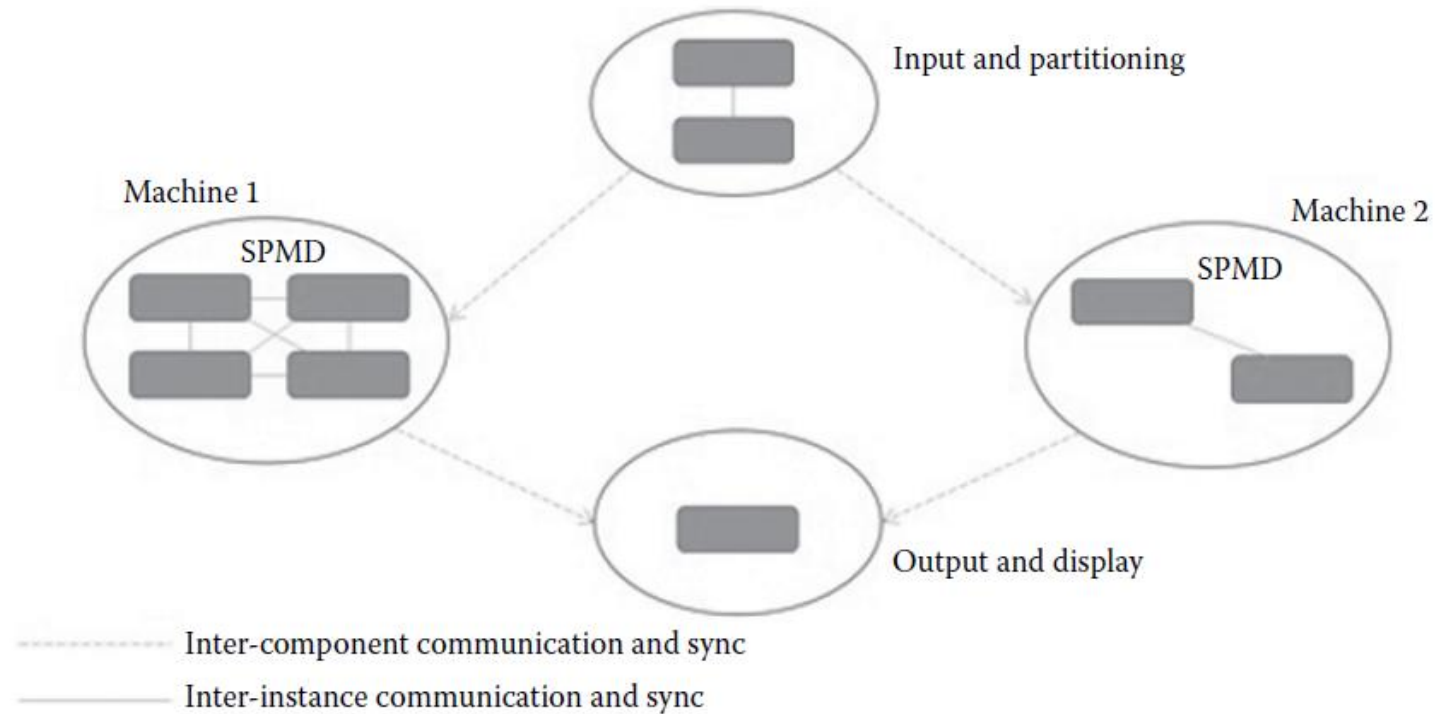 Input and partitioning
Machine 1
Machine 2
SPMD
SPMD
Output and display
Inter-component communication and sync
Inter-instance communication and sync